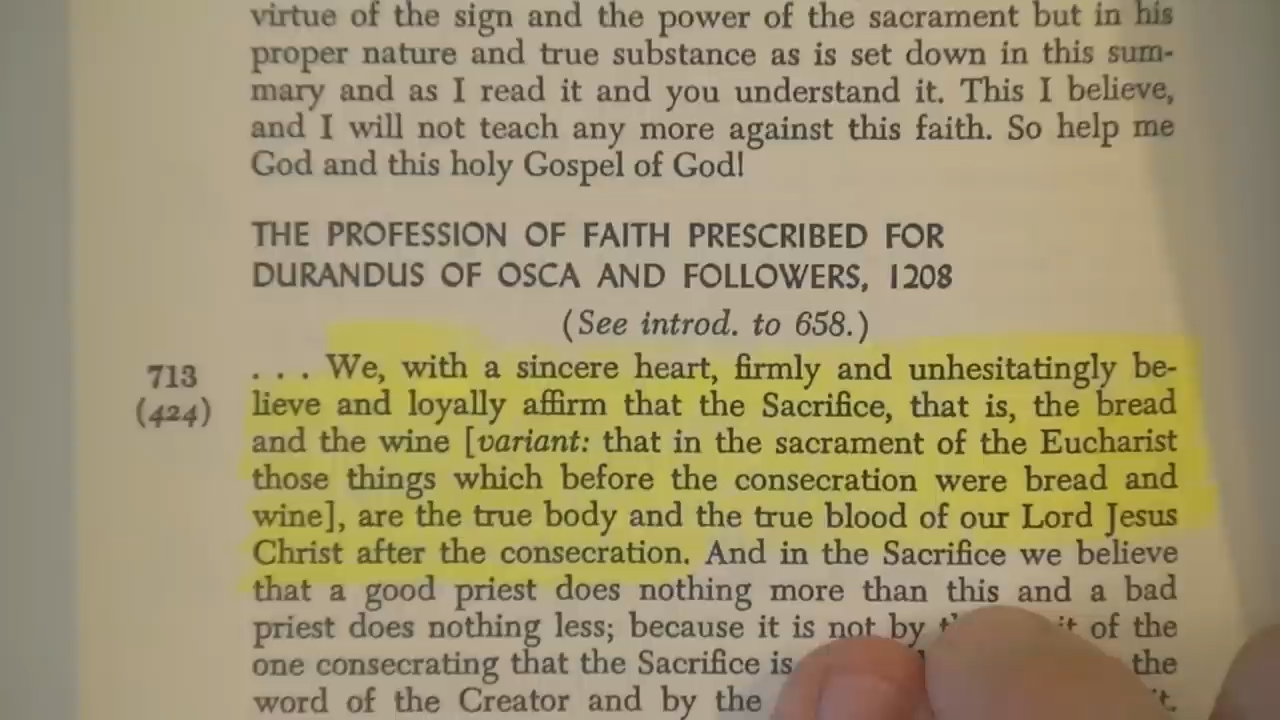 virtue of the sign and the power of the sacrament but in his
proper nature and true substance as is set down in this sum-
mary and as I read it and you understand it. This I believe,
and I will not teach any more against this faith. So help me
God and this holy Gospel of God!
THE PROFESSION OF FAITH PRESCRIBED FOR
DURANDUS OF OSCA AND FOLLOWERS, 1208
(See introd. to 658.)
713 . . . We, with a sincere heart, firmly and unhesitatingly be-
(424) lieve and loyally affirm that the Sacrifice, that is, the bread
and the wine [variant: that in the sacrament of the Eucharist
those things which before the consecration were bread and
wine], are the true body and the true blood of our Lord Jesus
Christ after the consecration. And in the Sacrifice we believe
that a good priest does nothing more than this and a bad
priest does nothing less; because it is not by of the
one consecrating that the Sacrifice is the
word of the Creator and by the